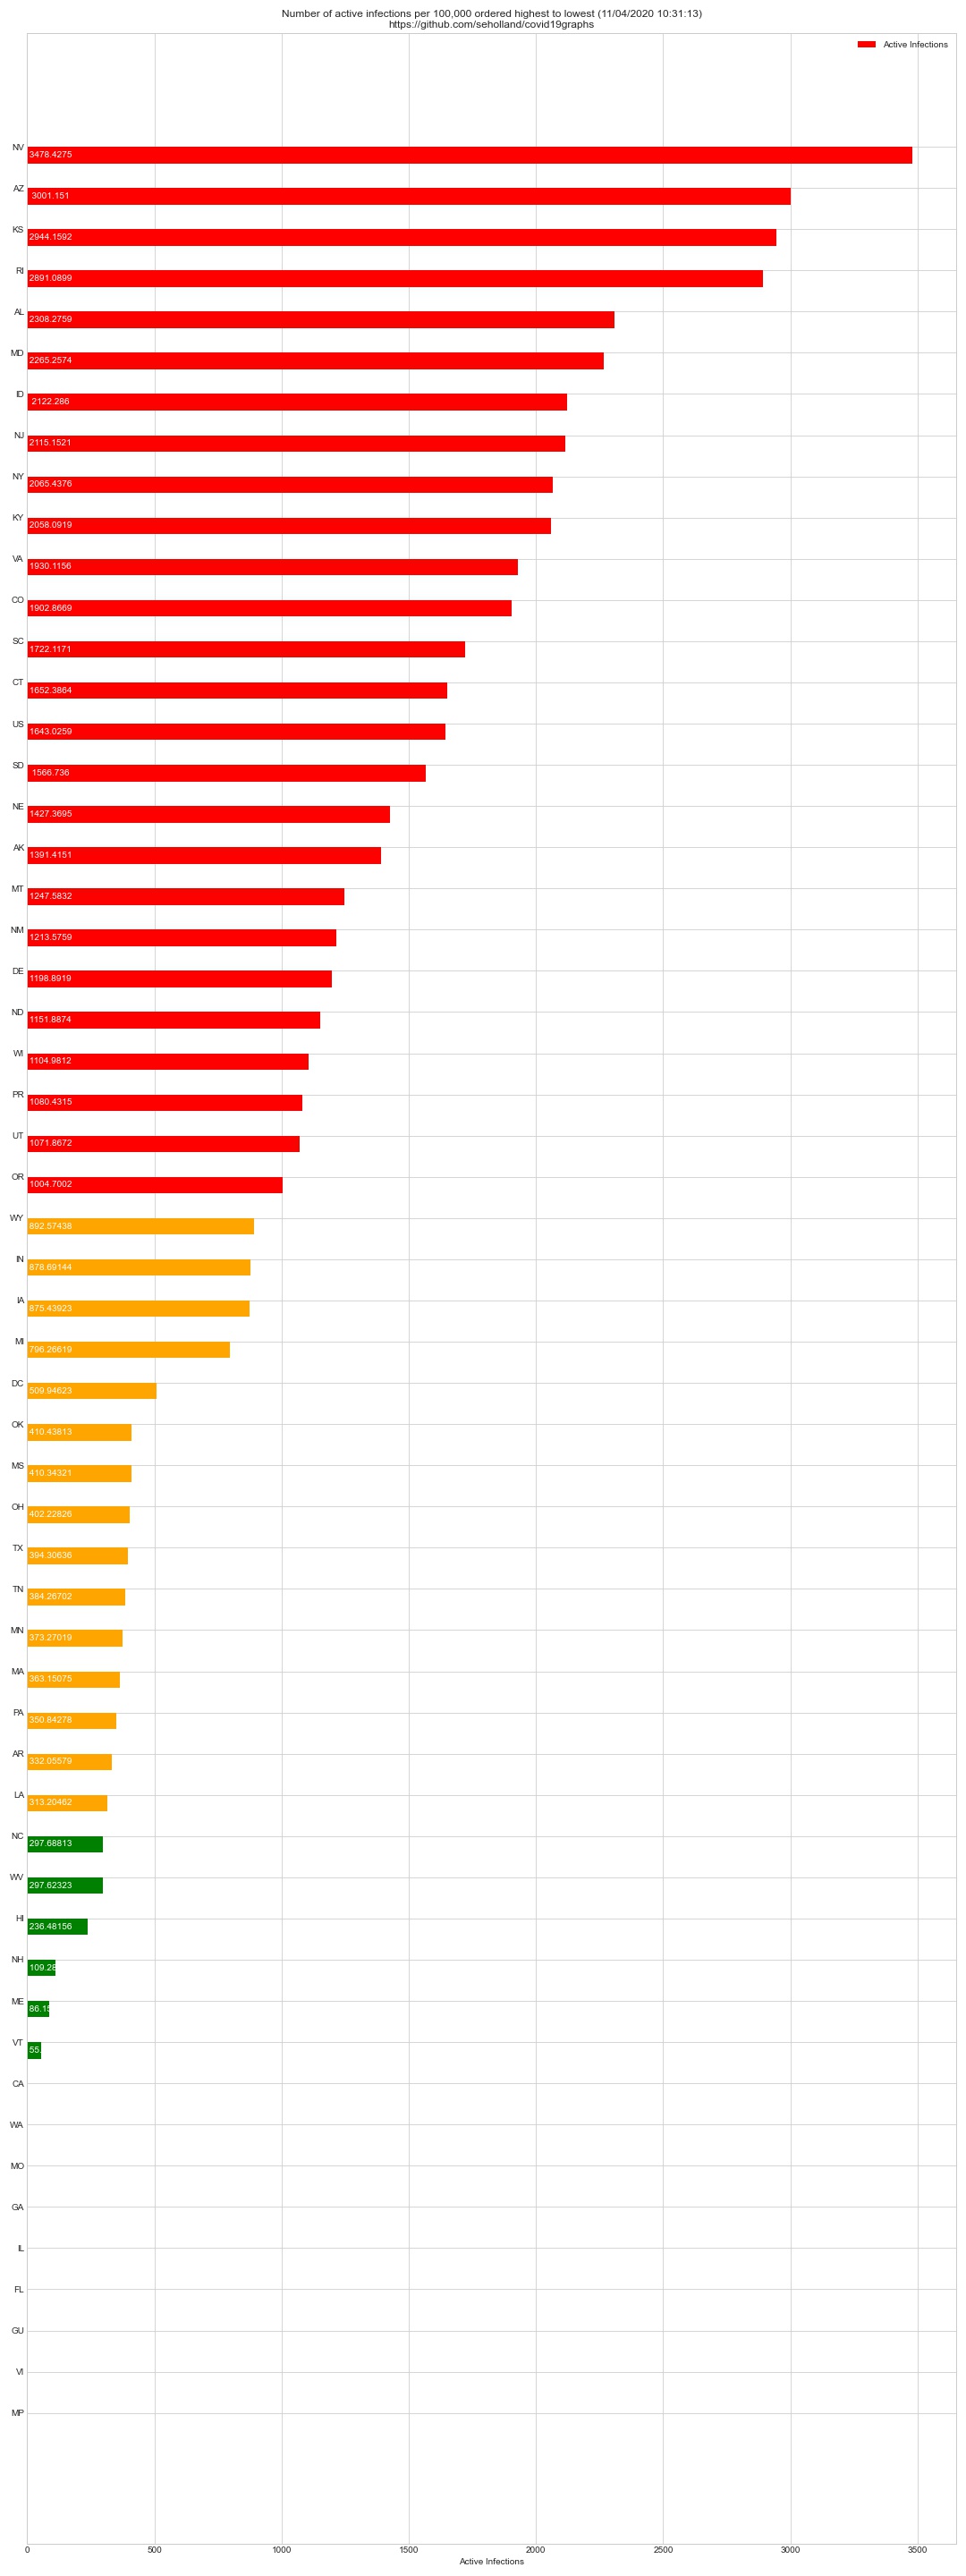 Number of active infections per 100,000 ordered highest to lowest (11/04/2020 10:31:13)
https://github.com/seholland/covid19graphs
Active Infections
NV 3478.4275
AZ 3001.151
KS 2944.1592
RI 2891.0899
AL 2308.2759
MD 2265.2574
ID 2122.286
NJ 2115.1521
NY 2065.4376
KY 2058.0919
VA 1930.1156
CO 1902.8669
SC 1722.1171
CT 1652.3864
US 1643.0259
SD 1566.736
NE 1427.3695
AK 1391.4151
MT 1247.5832
NM 1213.5759
DE 1198.8919
ND 1151.8874
WI 1104.9812
PR 1080.4315
UT 1071.8672
OR 1004.7002
WY 892.57438
IN 878.69144
IA 875.43923
MI 796.26619
DC 509.94623
OK 410.43813
MS 410.34321
OH 402.22826
TX 394.30636
TN 384.26702
MN 373.27019
MA 363.15075
PA 350.84278
AR 332.05579
LA 313.20462
NC 297.68813
WV 297.62323
HI 236.48156
NH 109.28
ME 86.15
VT 55.
CA
WA
MO
GA
IL
FL
GU
VI
MP
0 500 1000 1500 2000 2500 3000 3500
Active Infections